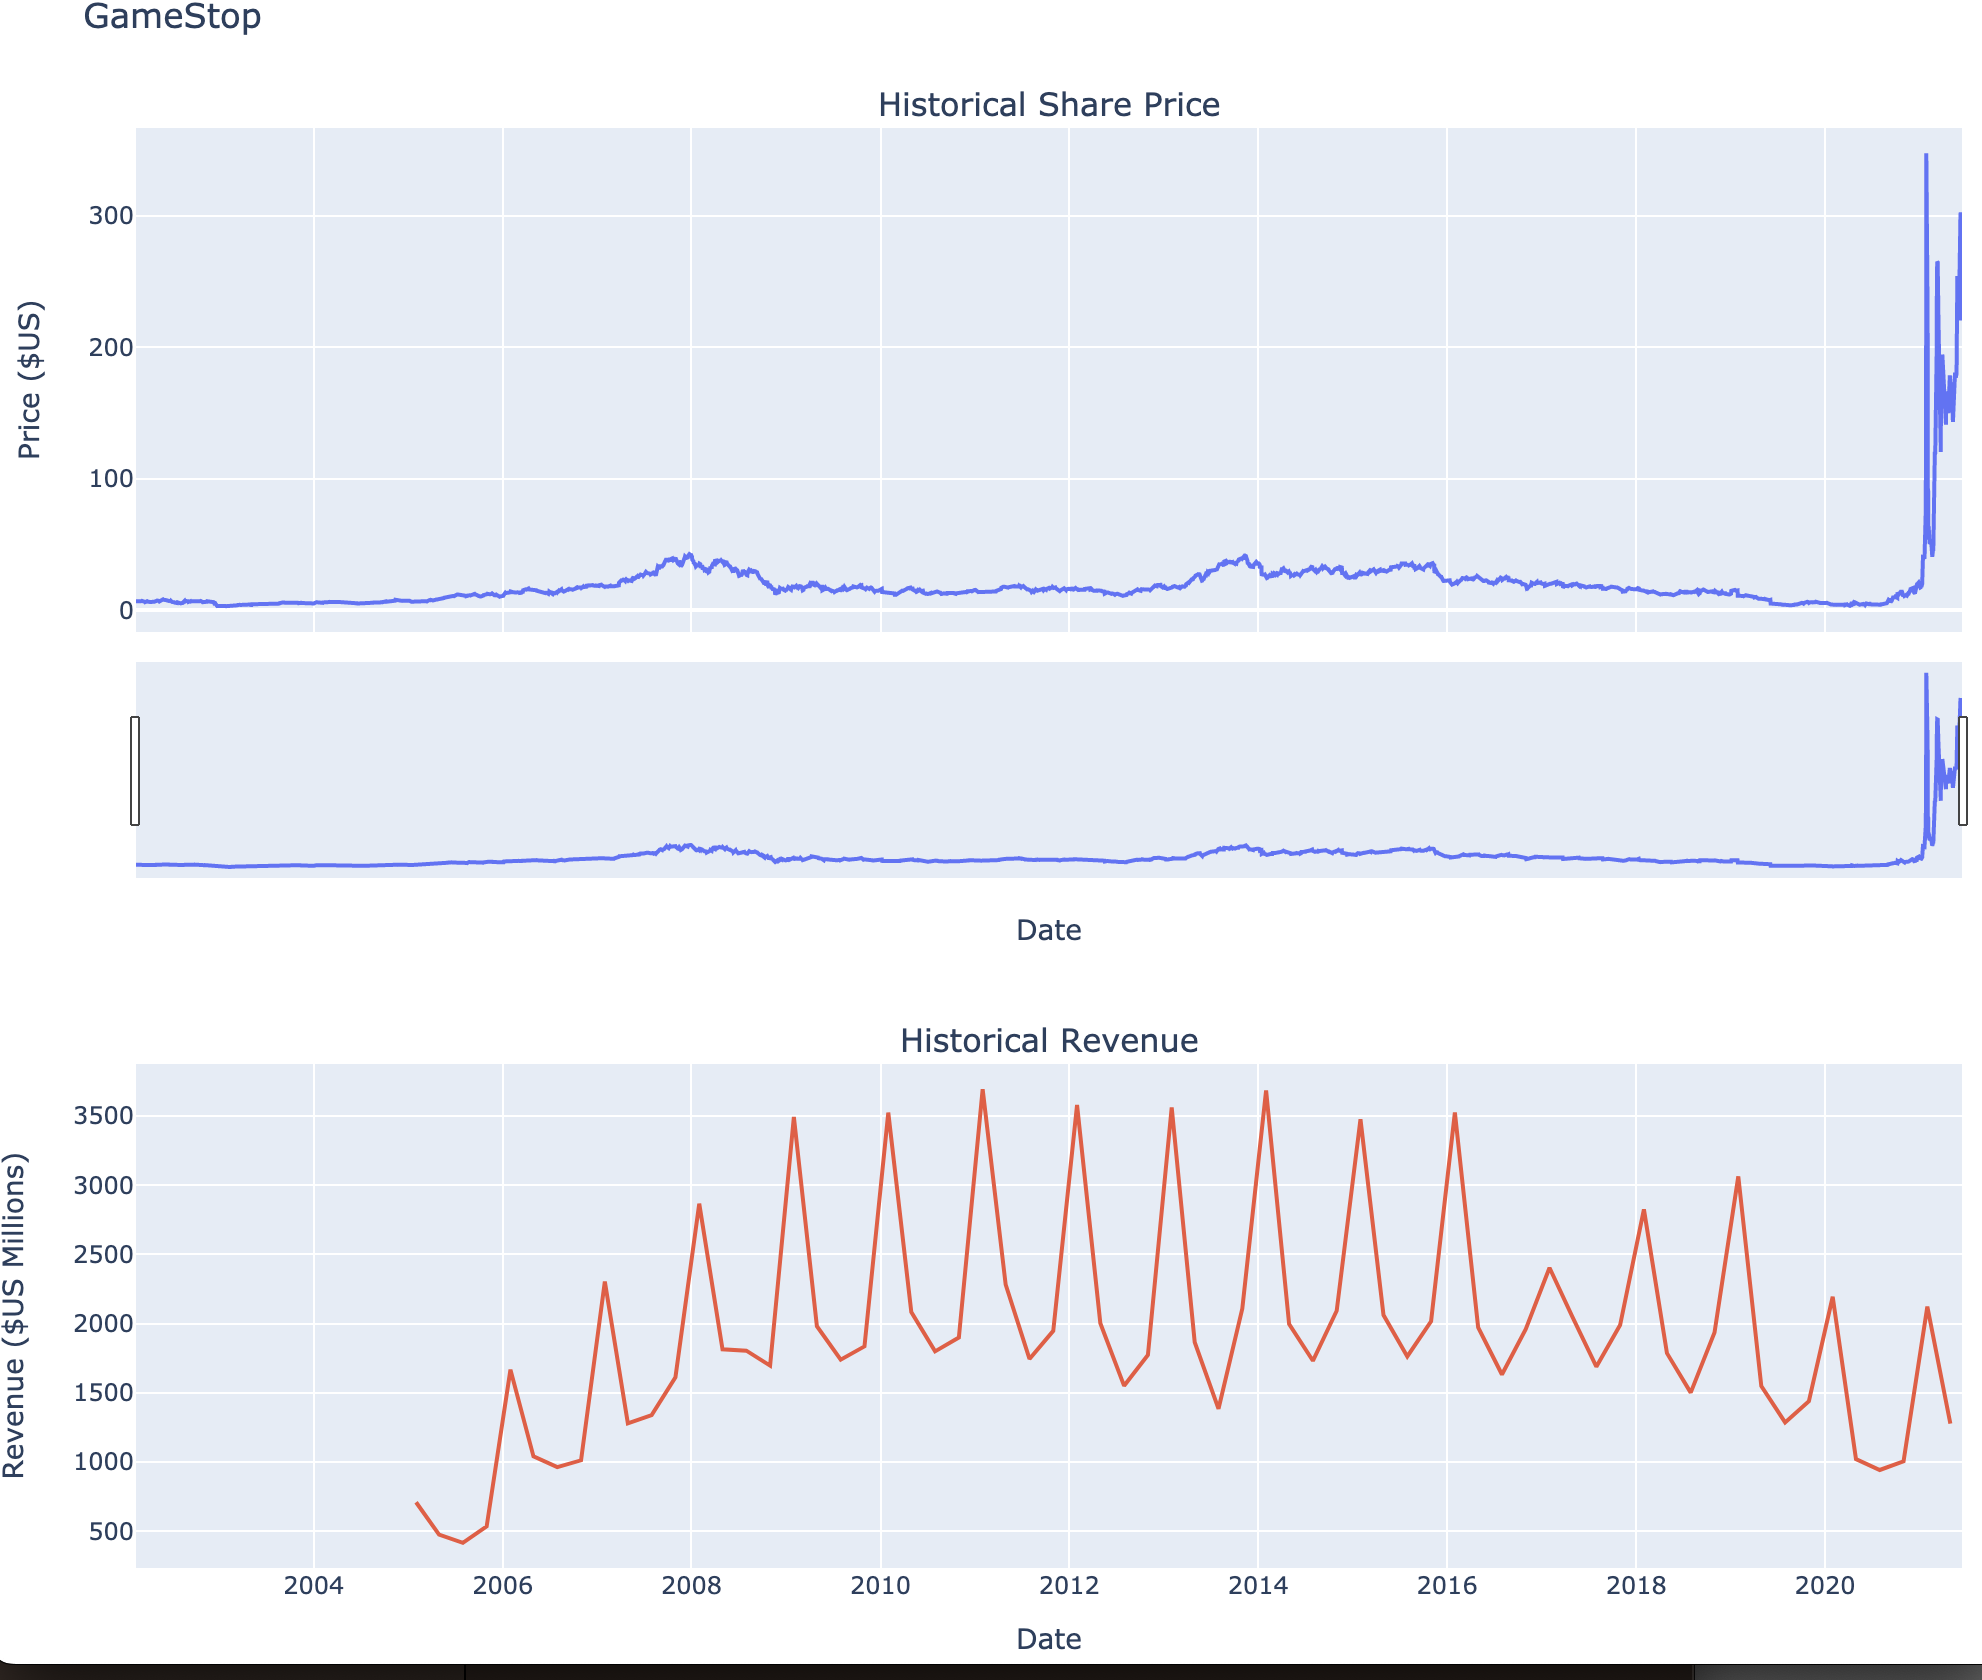 GameStop
Historical Share Price
Price ($US)
300
200
100
0
Date
Historical Revenue
Revenue ($US Millions)
3500
3000
2500
2000
1500
1000
500
2004 2006 2008 2010 2012 2014 2016 2018 2020
Date